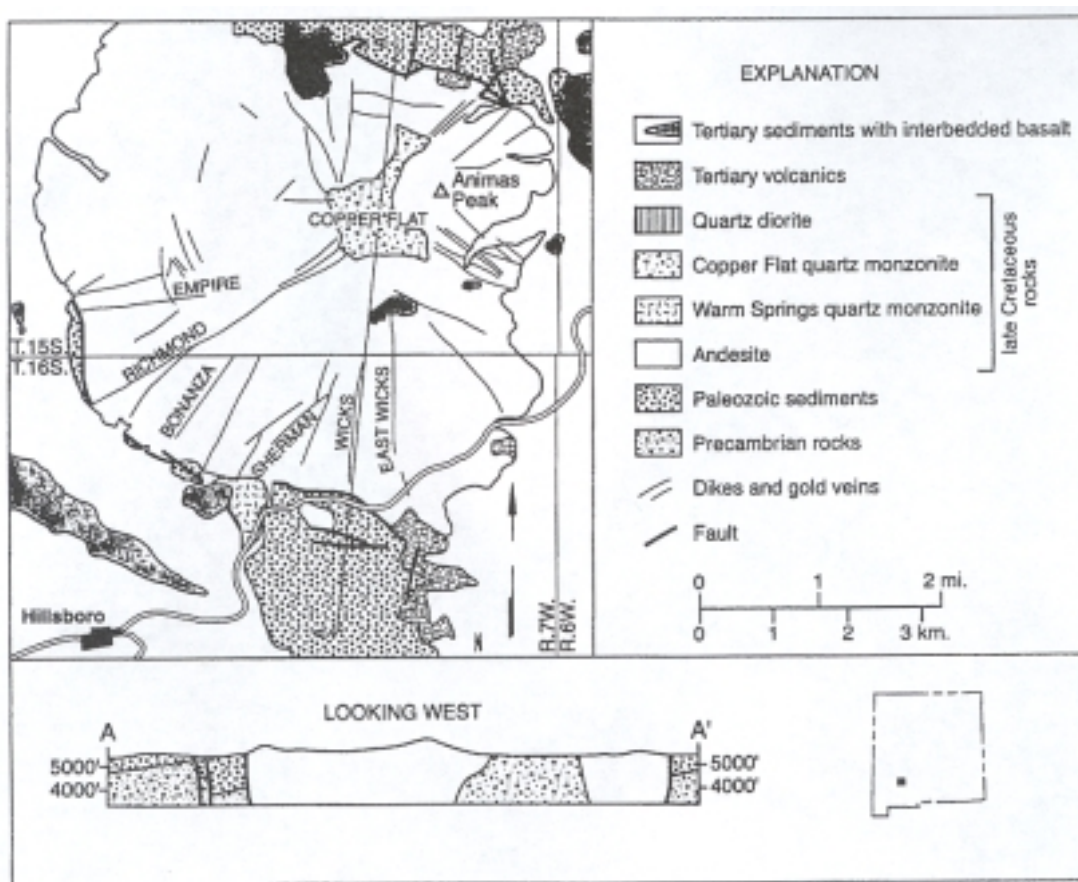 Animas
Peak
COPPER FLAT
EMPIRE
RICHMOND
T.15S.
T.16S.
BONANZA
SHERMAN
WICKS
EAST WICKS
Hillsboro
N
R.7W.
R.6W.
EXPLANATION
Tertiary sediments with interbedded basalt
Tertiary volcanics
Quartz diorite
Copper Flat quartz monzonite
Warm Springs quartz monzonite
Andesite
late Cretaceous
rocks
Paleozoic sediments
Precambrian rocks
Dikes and gold veins
Fault
0 1 2 mi.
0 1 2 3 km.
LOOKING WEST
A A'
5000' 5000'
4000' 4000'